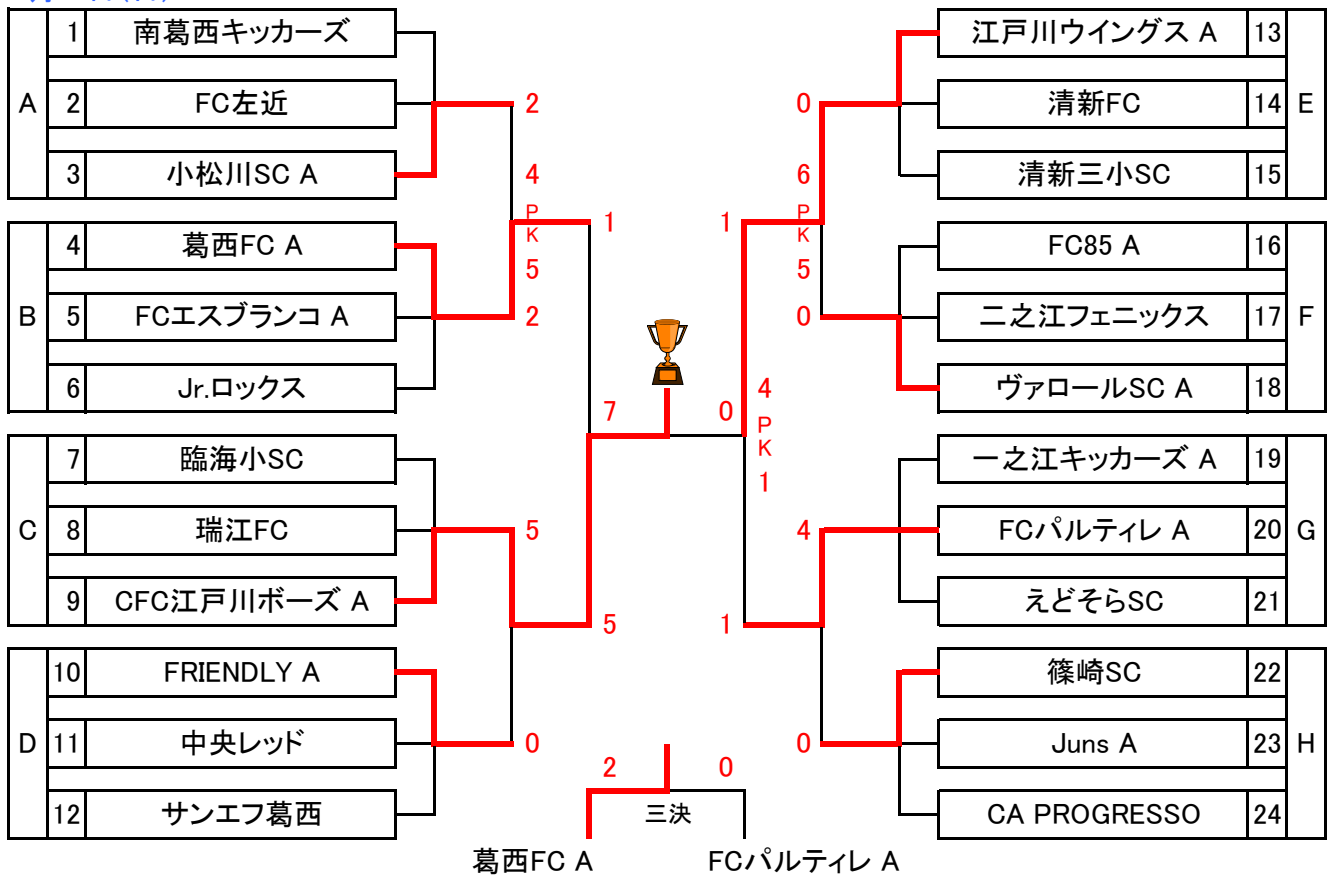 A
1 南葛西キッカーズ
2 FC左近
3 小松川SC A
B
4 葛西FC A
5 FCエスブランコ A
6 Jr.ロックス
C
7 臨海小SC
8 瑞江FC
9 CFC江戸川ボーズ A
D
10 FRIENDLY A
11 中央レッド
12 サンエフ葛西
2
4
PK
5
2
1
5
0
5
7
0
1
4
PK
1
1
0
6
PK
5
0
4
0
江戸川ウイングス A 13
清新FC 14
清新三小SC 15
E
FC85 A 16
二之江フェニックス 17
ヴァロールSC A 18
F
一之江キッカーズ A 19
FCパルティレ A 20
えどそらSC 21
G
篠崎SC 22
Juns A 23
CA PROGRESSO 24
H
2 0
三決
葛西FC A FCパルティレ A